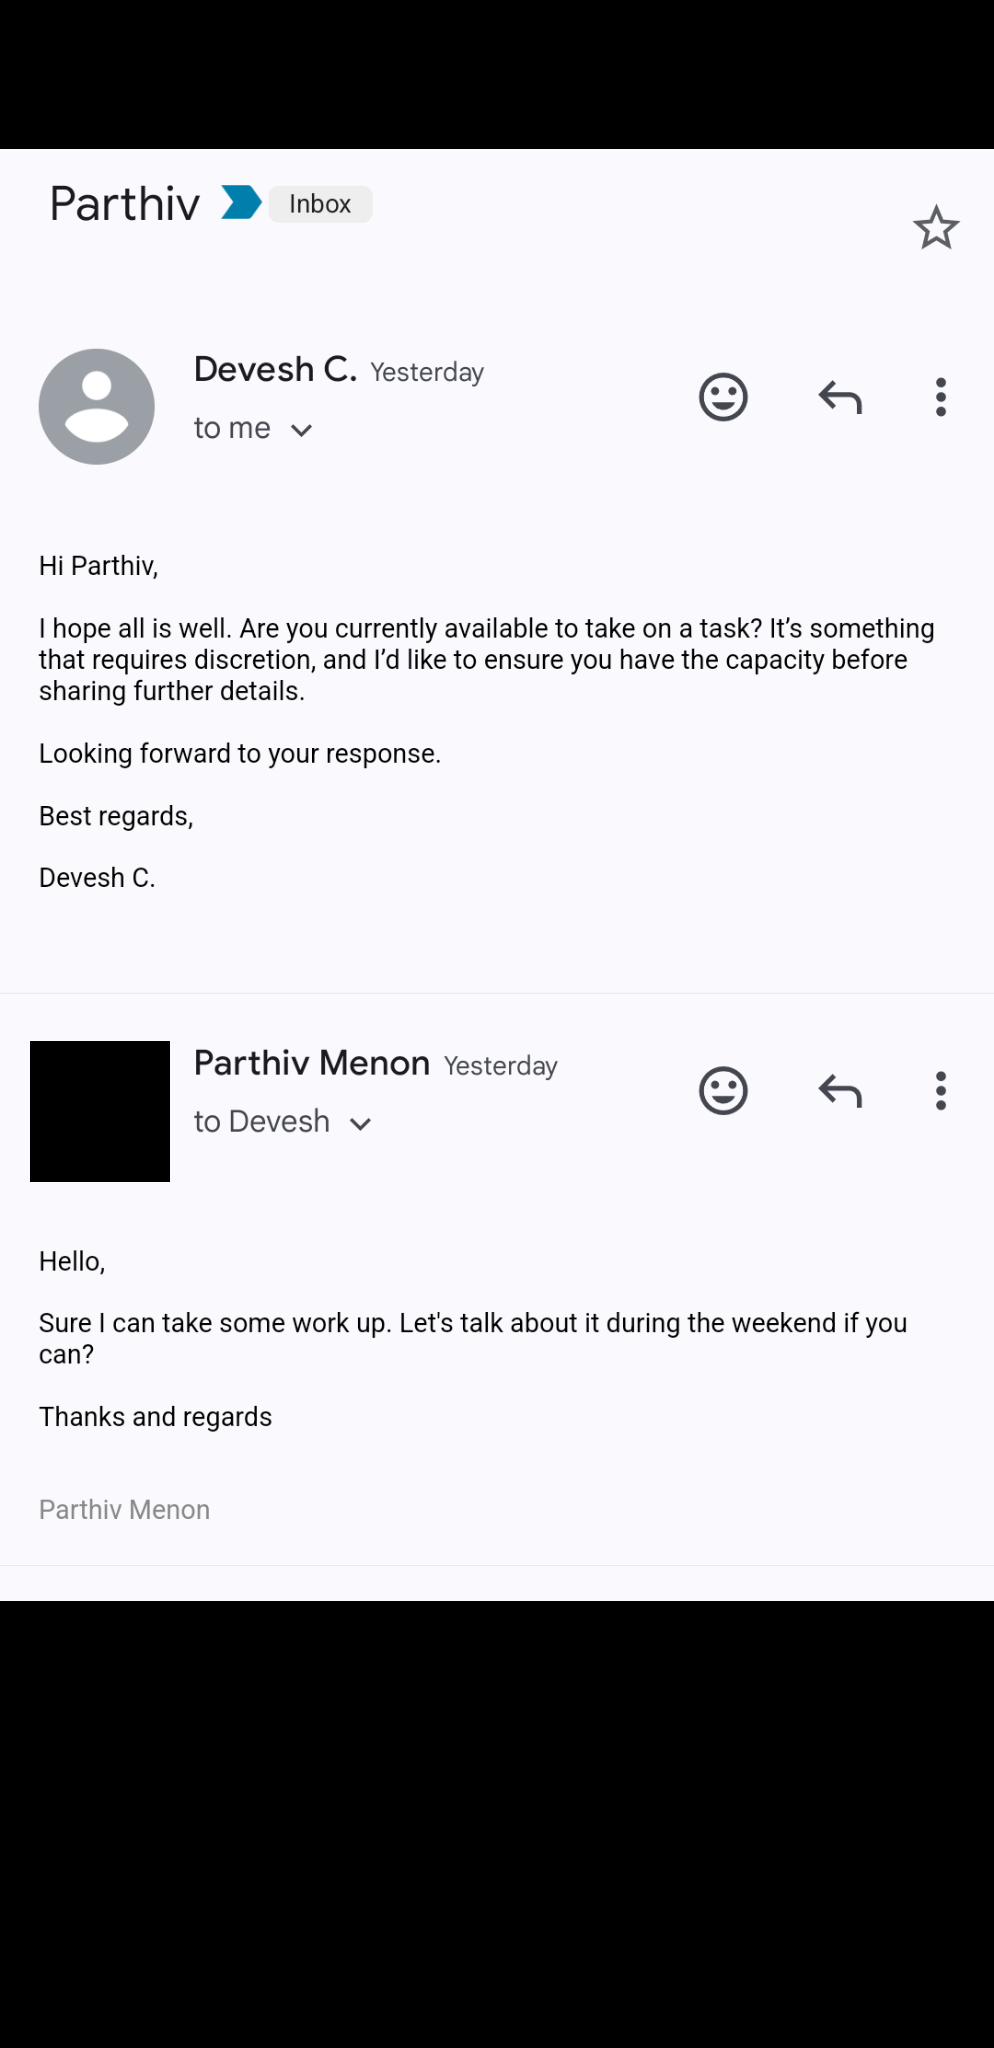 Parthiv
Inbox
Devesh C. Yesterday
to me
Hi Parthiv,
I hope all is well. Are you currently available to take on a task? It’s something
that requires discretion, and I’d like to ensure you have the capacity before
sharing further details.
Looking forward to your response.
Best regards,
Devesh C.
Parthiv Menon Yesterday
to Devesh
Hello,
Sure I can take some work up. Let's talk about it during the weekend if you
can?
Thanks and regards
Parthiv Menon